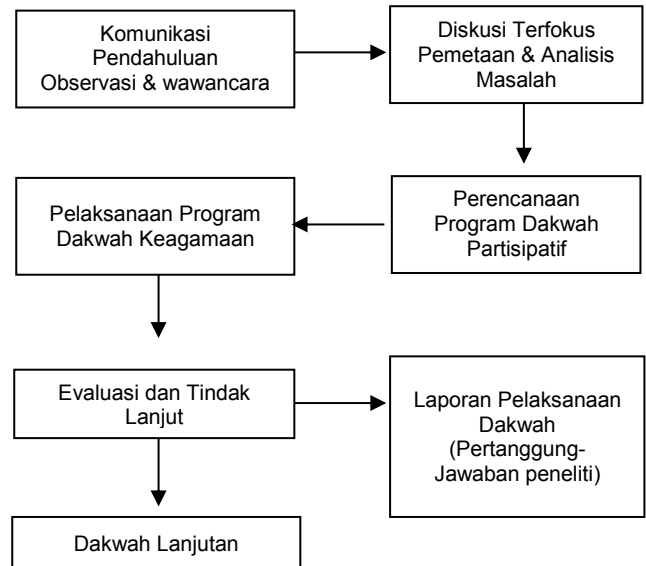 Komunikasi
Pendahuluan
Observasi & wawancara
Diskusi Terfokus
Pemetaan & Analisis
Masalah
Perencanaan
Program Dakwah
Partisipatif
Pelaksanaan Program
Dakwah Keagamaan
Evaluasi dan Tindak
Lanjut
Laporan Pelaksanaan
Dakwah
(Pertanggung-
Jawaban peneliti)
Dakwah Lanjutan